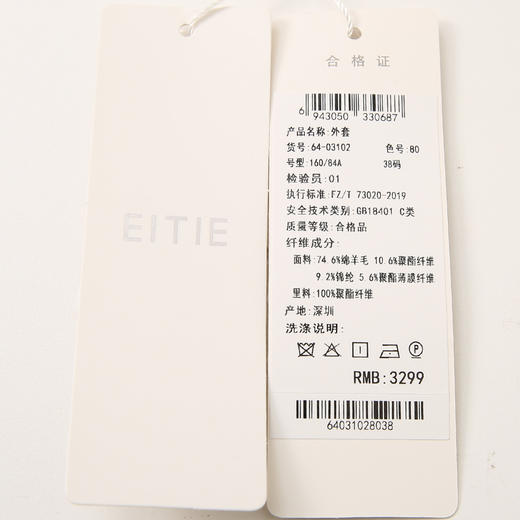 EITIE
合格证
6 943050 330687
产品名称:外套
货号:64-03102 色号:80
号型:160/84A 38码
检验员:01
执行标准:FZ/T 73020-2019
安全技术类别:GB18401 C类
质量等级:合格品
纤维成分:
面料:74.6%绵羊毛 10.6%聚酯纤维
9.2%锦纶 5.6%聚酯薄膜纤维
里料:100%聚酯纤维
产地:深圳
洗涤说明:
P
RMB:3299
64031028038